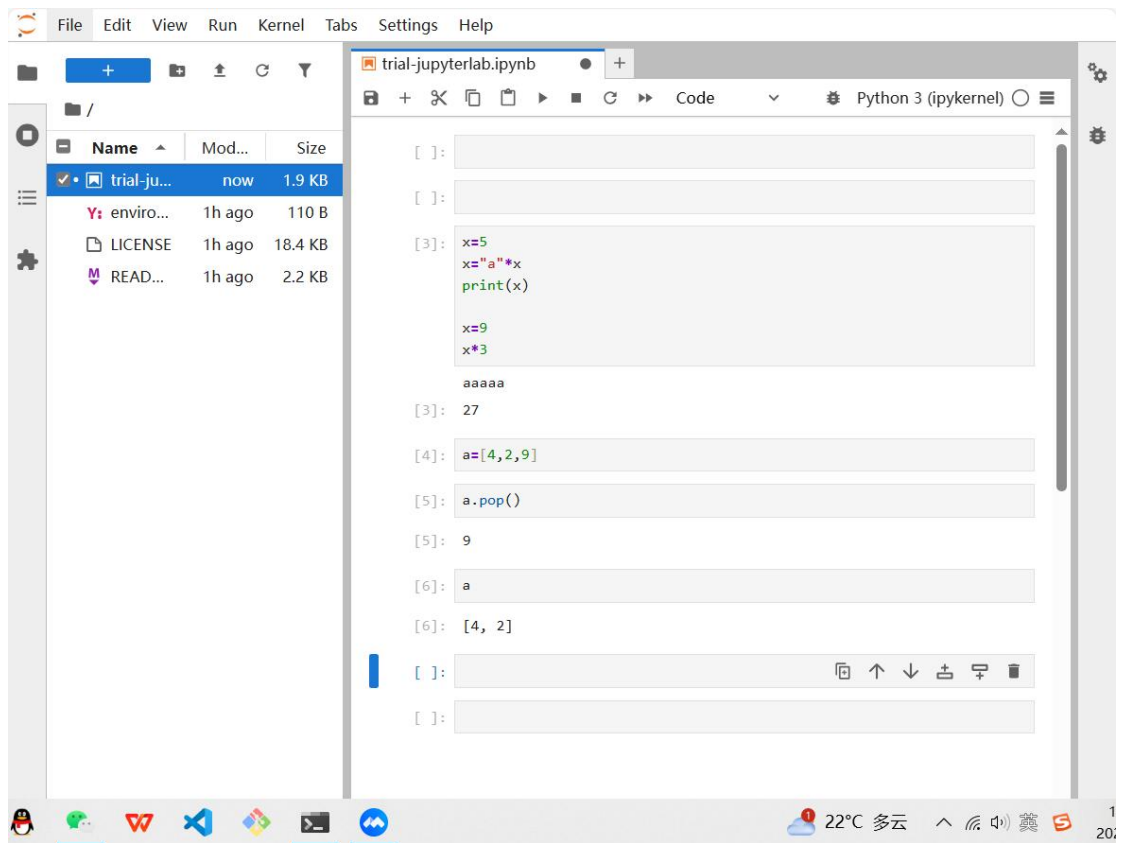 File Edit View Run Kernel Tabs Settings Help
trial-jupyterlab.ipynb
Code
Python 3 (ipykernel)
/
Name Mod... Size
trial-ju... now 1.9 KB
Y: enviro... 1h ago 110 B
LICENSE 1h ago 18.4 KB
M READ... 1h ago 2.2 KB
[ ]:
[ ]:
[3]: x=5
x="a"*x
print(x)
x=9
x*3
aaaaa
[3]: 27
[4]: a=[4,2,9]
[5]: a.pop()
[5]: 9
[6]: a
[6]: [4, 2]
[ ]:
[ ]:
1
22°C 多云
英